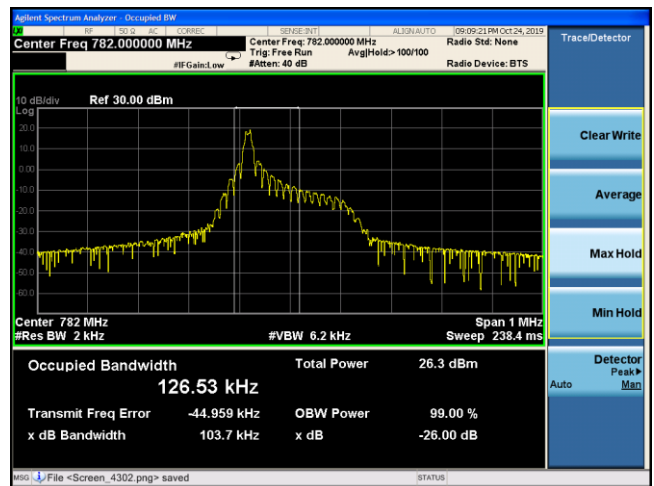 Agilent Spectrum Analyzer - Occupied BW
RF 50 Ω AC CORREC SENSE:INT ALIGNAUTO 09:09:21 PM Oct 24, 2019
Center Freq 782.000000 MHz Center Freq: 782.000000 MHz Radio Std: None
Trig: Free Run Avg|Hold:> 100/100
#IFGain:Low #Atten: 40 dB Radio Device: BTS
Trace/Detector
10 dB/div Ref 30.00 dBm
Log
20.0
10.0
0.00
-10.0
-20.0
-30.0
-40.0
-50.0
-60.0
Center 782 MHz Span 1 MHz
#Res BW 2 kHz #VBW 6.2 kHz Sweep 238.4 ms
Occupied Bandwidth Total Power 26.3 dBm
126.53 kHz
Transmit Freq Error -44.959 kHz OBW Power 99.00 %
x dB Bandwidth 103.7 kHz x dB -26.00 dB
Clear Write
Average
Max Hold
Min Hold
Detector
Peak▶
Auto Man
MSG File <Screen_4302.png> saved STATUS